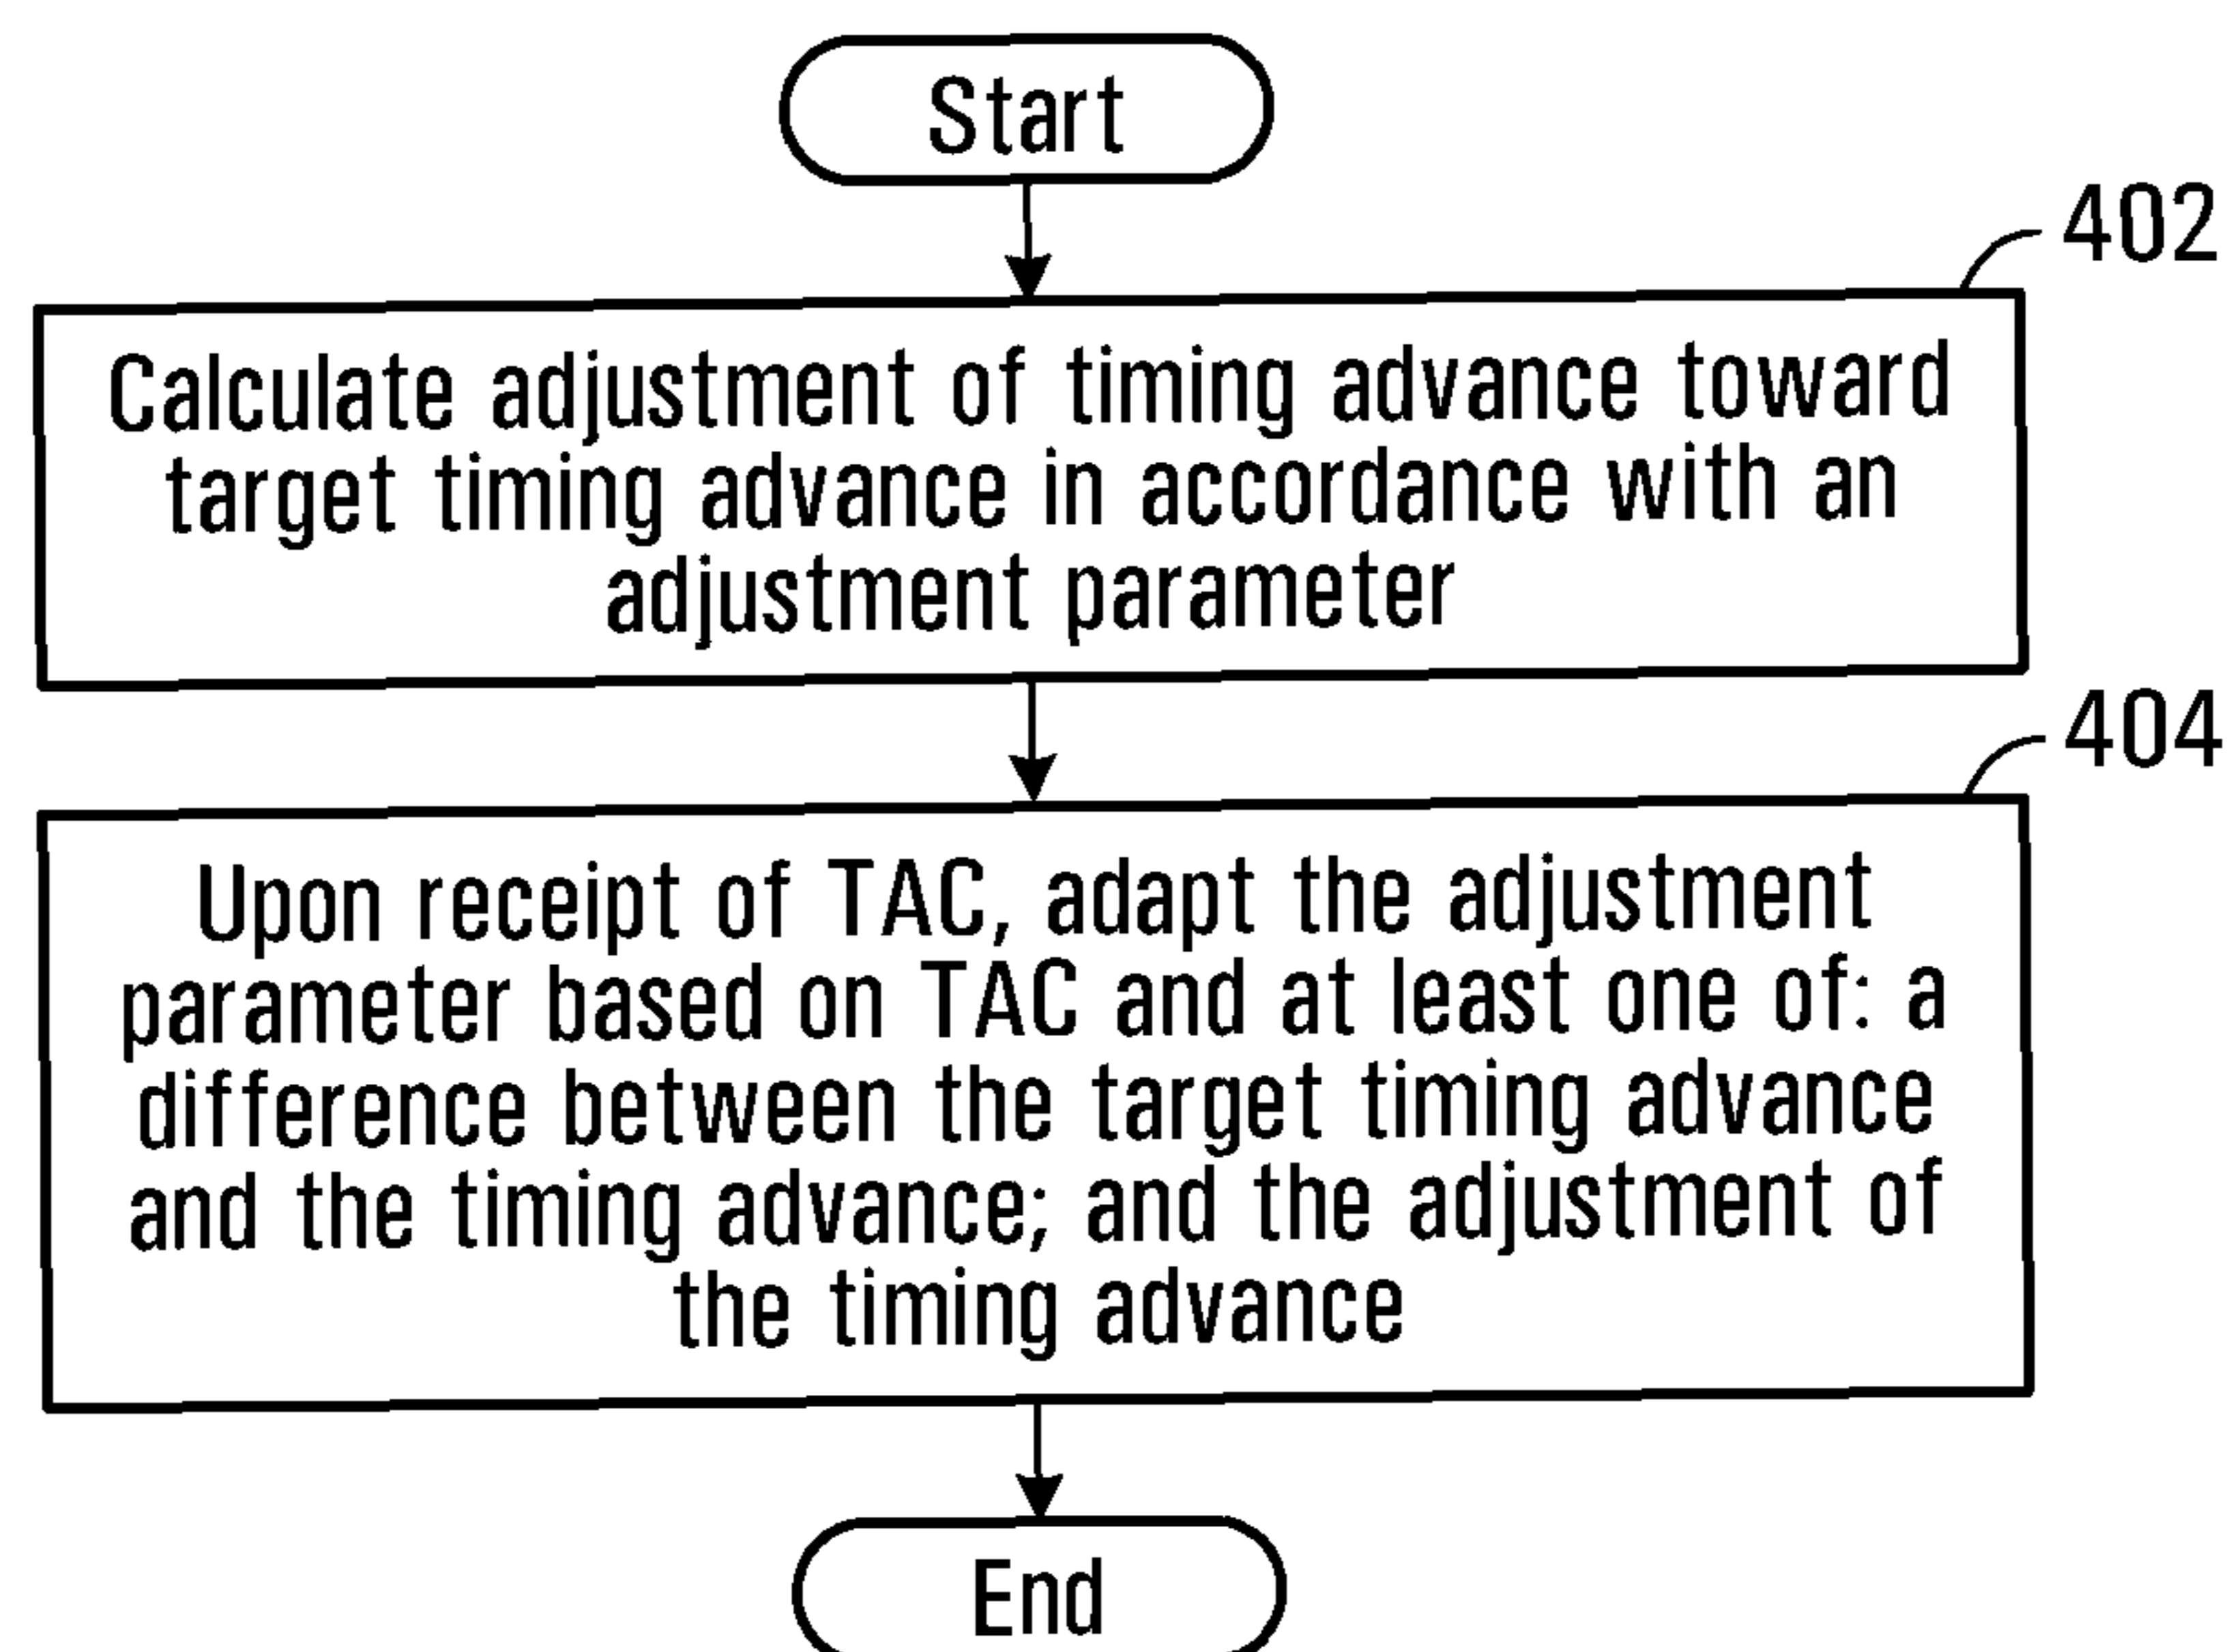 Start
402
Calculate adjustment of timing advance toward
target timing advance in accordance with an
adjustment parameter
404
Upon receipt of TAC, adapt the adjustment
parameter based on TAC and at least one of: a
difference between the target timing advance
and the timing advance; and the adjustment of
the timing advance
End